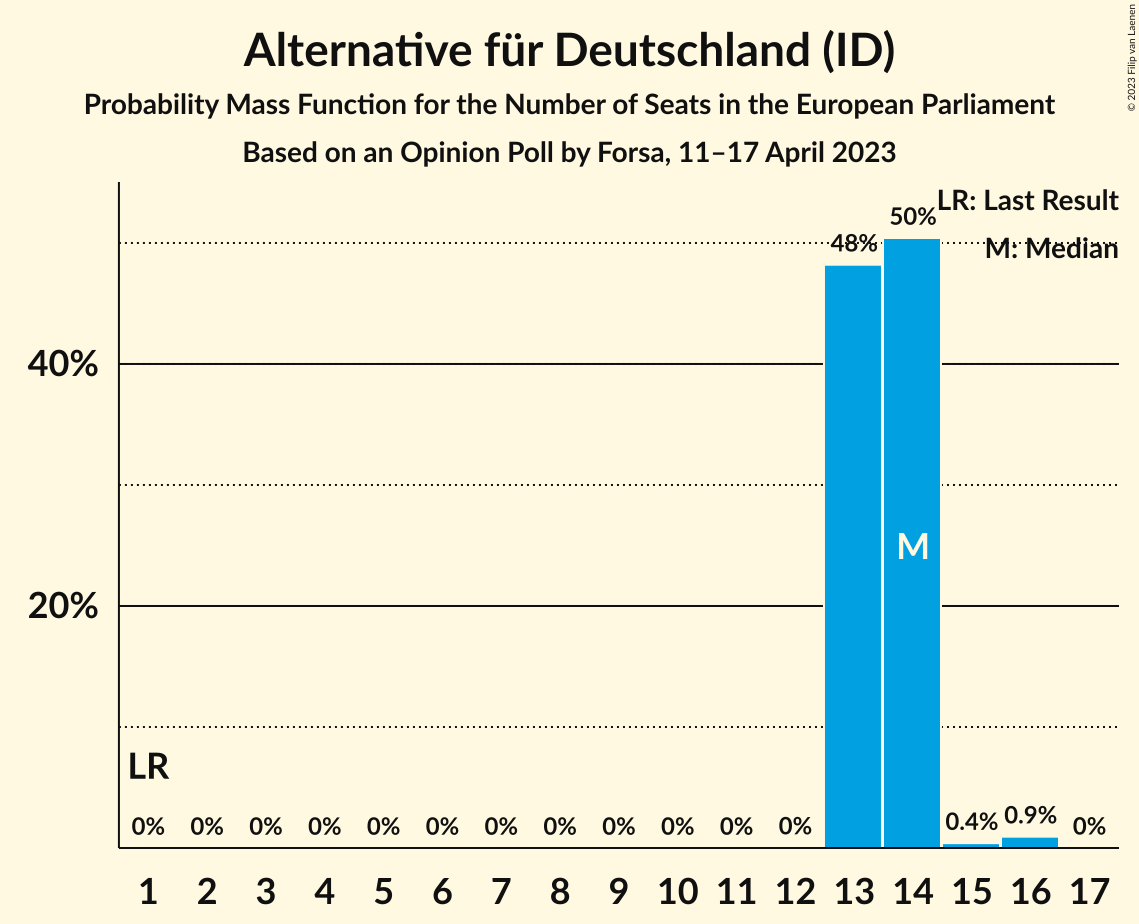 Alternative für Deutschland (ID)
Probability Mass Function for the Number of Seats in the European Parliament
Based on an Opinion Poll by Forsa, 11–17 April 2023
© 2023 Filip van Laenen
LR: Last Result
M: Median
50%
48%
40%
20%
M
LR
0% 0% 0% 0% 0% 0% 0% 0% 0% 0% 0% 0% 0.4% 0.9% 0%
1 2 3 4 5 6 7 8 9 10 11 12 13 14 15 16 17